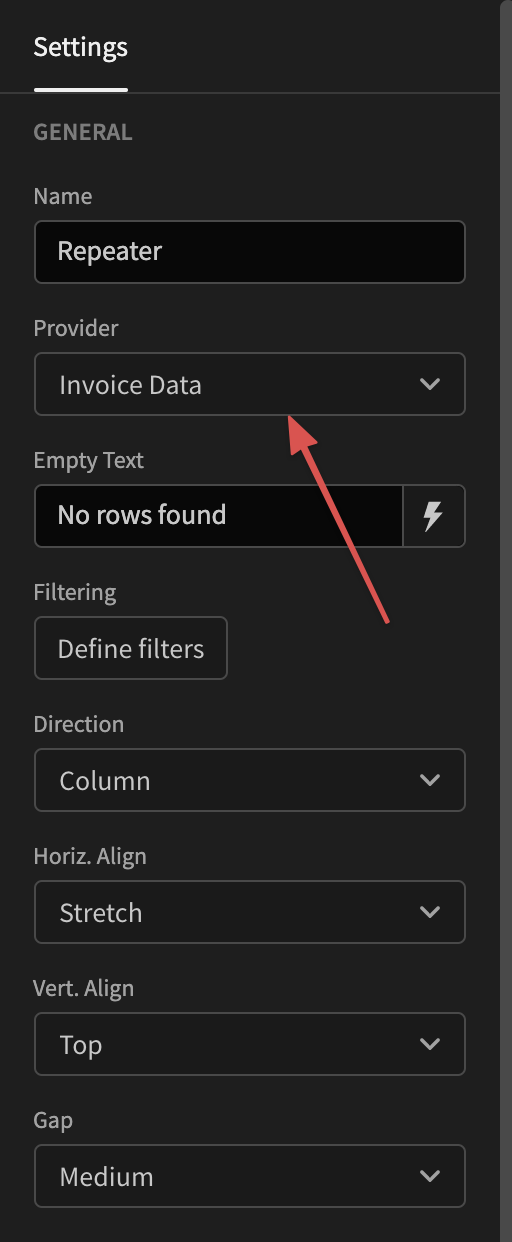 Settings
GENERAL
Name
Repeater
Provider
Invoice Data
Empty Text
No rows found
Filtering
Define filters
Direction
Column
Horiz. Align
Stretch
Vert. Align
Top
Gap
Medium